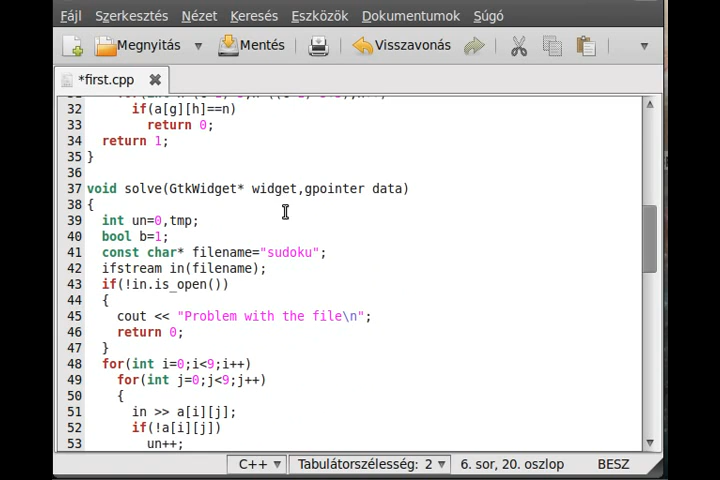 Fájl Szerkesztés Nézet Keresés Eszközök Dokumentumok Súgó
Megnyitás Mentés Visszavonás
*first.cpp
32 if(a[g][h]==n)
33 return 0;
34 return 1;
35 }
36
37 void solve(GtkWidget* widget,gpointer data)
38 {
39 int un=0,tmp;
40 bool b=1;
41 const char* filename="sudoku";
42 ifstream in(filename);
43 if(!in.is_open())
44 {
45 cout << "Problem with the file\n";
46 return 0;
47 }
48 for(int i=0;i<9;i++)
49 for(int j=0;j<9;j++)
50 {
51 in >> a[i][j];
52 if(!a[i][j])
53 un++;
C++ Tabulátorszélesség: 2 6. sor, 20. oszlop BESZ